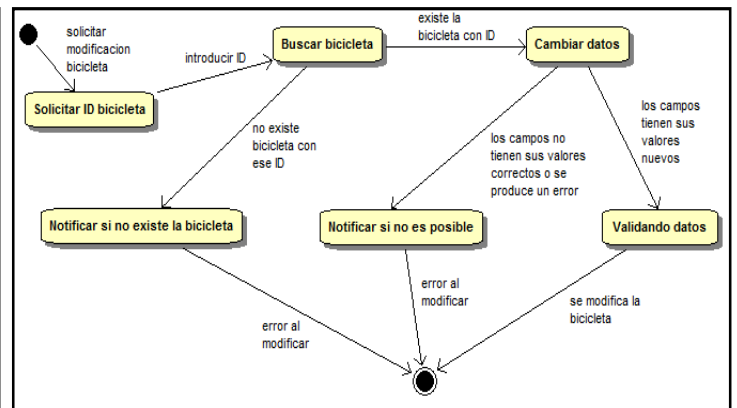 solicitar
modificacion
bicicleta
Solicitar ID bicicleta
introducir ID
Buscar bicicleta
existe la
bicicleta con ID
Cambiar datos
no existe
bicicleta con
ese ID
los campos no
tienen sus valores
correctos o se
produce un error
los campos
tienen sus
valores
nuevos
Notificar si no existe la bicicleta
Notificar si no es posible
Validando datos
error al
modificar
error al
modificar
se modifica la
bicicleta